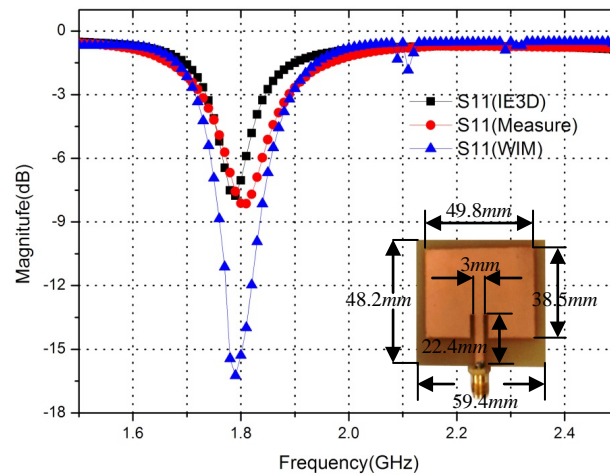 0
-3
-6
-9
-12
-15
-18
Magnitufe(dB)
S11(IE3D)
S11(Measure)
S11(WIM)
49.8mm
3mm
48.2mm
38.5mm
22.4mm
59.4mm
1.6
1.8
2.0
2.2
2.4
Frequency(GHz)